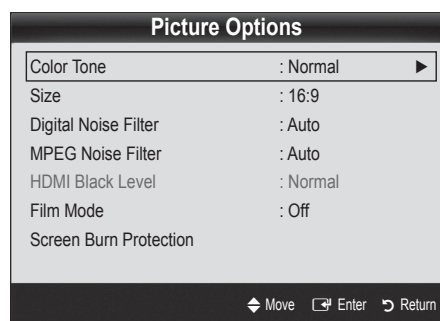 Picture Options
Color Tone : Normal ▶
Size : 16:9
Digital Noise Filter : Auto
MPEG Noise Filter : Auto
HDMI Black Level : Normal
Film Mode : Off
Screen Burn Protection
Move Enter Return